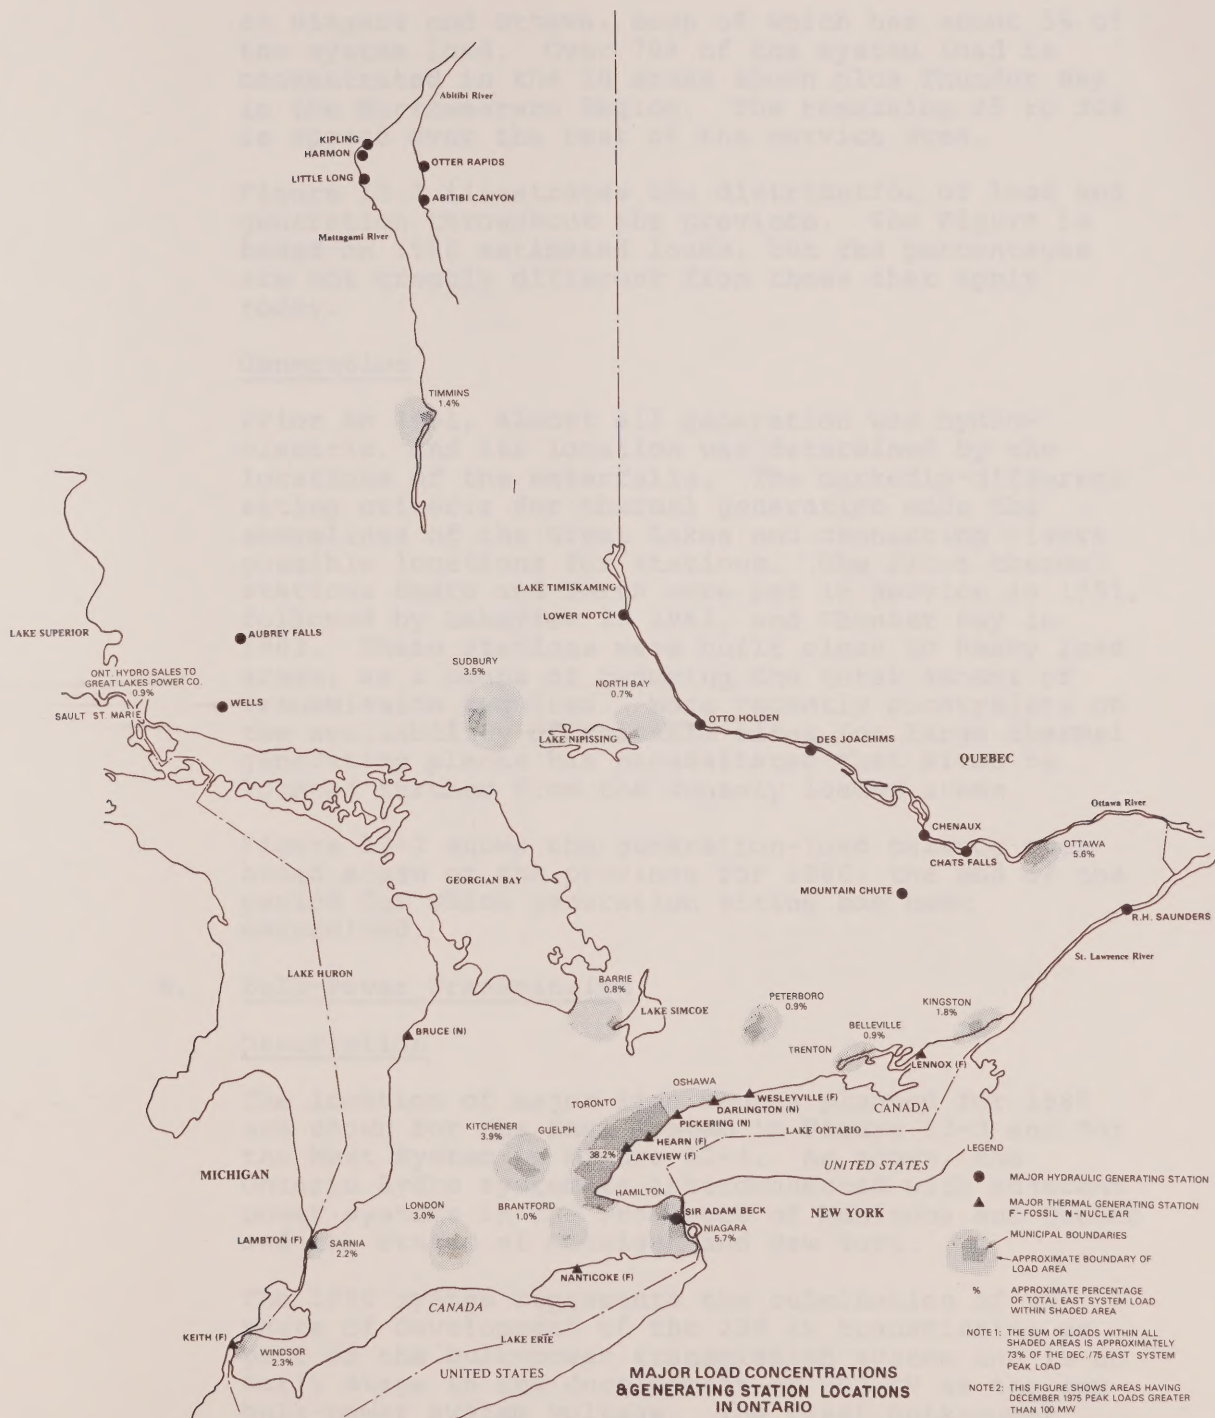 Abitibi River
KIPLING
HARMON
OTTER RAPIDS
LITTLE LONG
ABITIBI CANYON
Mattagami River
TIMMINS
1.4%
LAKE TIMISKAMING
LOWER NOTCH
LAKE SUPERIOR
AUBREY FALLS
ONT. HYDRO SALES TO
GREAT LAKES POWER CO.
0.9%
SUDBURY
3.5%
NORTH BAY
0.7%
WELLS
SAULT ST. MARIE
OTTO HOLDEN
LAKE NIPISSING
DES JOACHIMS
QUEBEC
Ottawa River
CHENAUX
OTTAWA
5.6%
CHATS FALLS
GEORGIAN BAY
MOUNTAIN CHUTE
R.H. SAUNDERS
St. Lawrence River
LAKE HURON
BARRIE
0.8%
LAKE SIMCOE
PETERBORO
0.9%
KINGSTON
1.8%
BELLEVILLE
0.9%
BRUCE (N)
TRENTON
LENNOX (F)
OSHAWA
WESLEYVILLE (F)
TORONTO
DARLINGTON (N)
CANADA
PICKERING (N)
LAKE ONTARIO
KITCHENER
3.9%
GUELPH
HEARN (F)
38.2%
LAKEVIEW (F)
UNITED STATES
MICHIGAN
HAMILTON
LONDON
3.0%
BRANTFORD
1.0%
SIR ADAM BECK
NEW YORK
NIAGARA
5.7%
LAMBTON (F)
SARNIA
2.2%
NANTICOKE (F)
CANADA
LAKE ERIE
KEITH (F)
WINDSOR
2.3%
UNITED STATES
LEGEND
MAJOR HYDRAULIC GENERATING STATION
MAJOR THERMAL GENERATING STATION
F-FOSSIL N-NUCLEAR
MUNICIPAL BOUNDARIES
APPROXIMATE BOUNDARY OF
LOAD AREA
% APPROXIMATE PERCENTAGE
OF TOTAL EAST SYSTEM LOAD
WITHIN SHADED AREA
NOTE 1: THE SUM OF LOADS WITHIN ALL
SHADED AREAS IS APPROXIMATELY
73% OF THE DEC./75 EAST SYSTEM
PEAK LOAD
NOTE 2: THIS FIGURE SHOWS AREAS HAVING
DECEMBER 1975 PEAK LOADS GREATER
THAN 100 MW
MAJOR LOAD CONCENTRATIONS
& GENERATING STATION LOCATIONS
IN ONTARIO